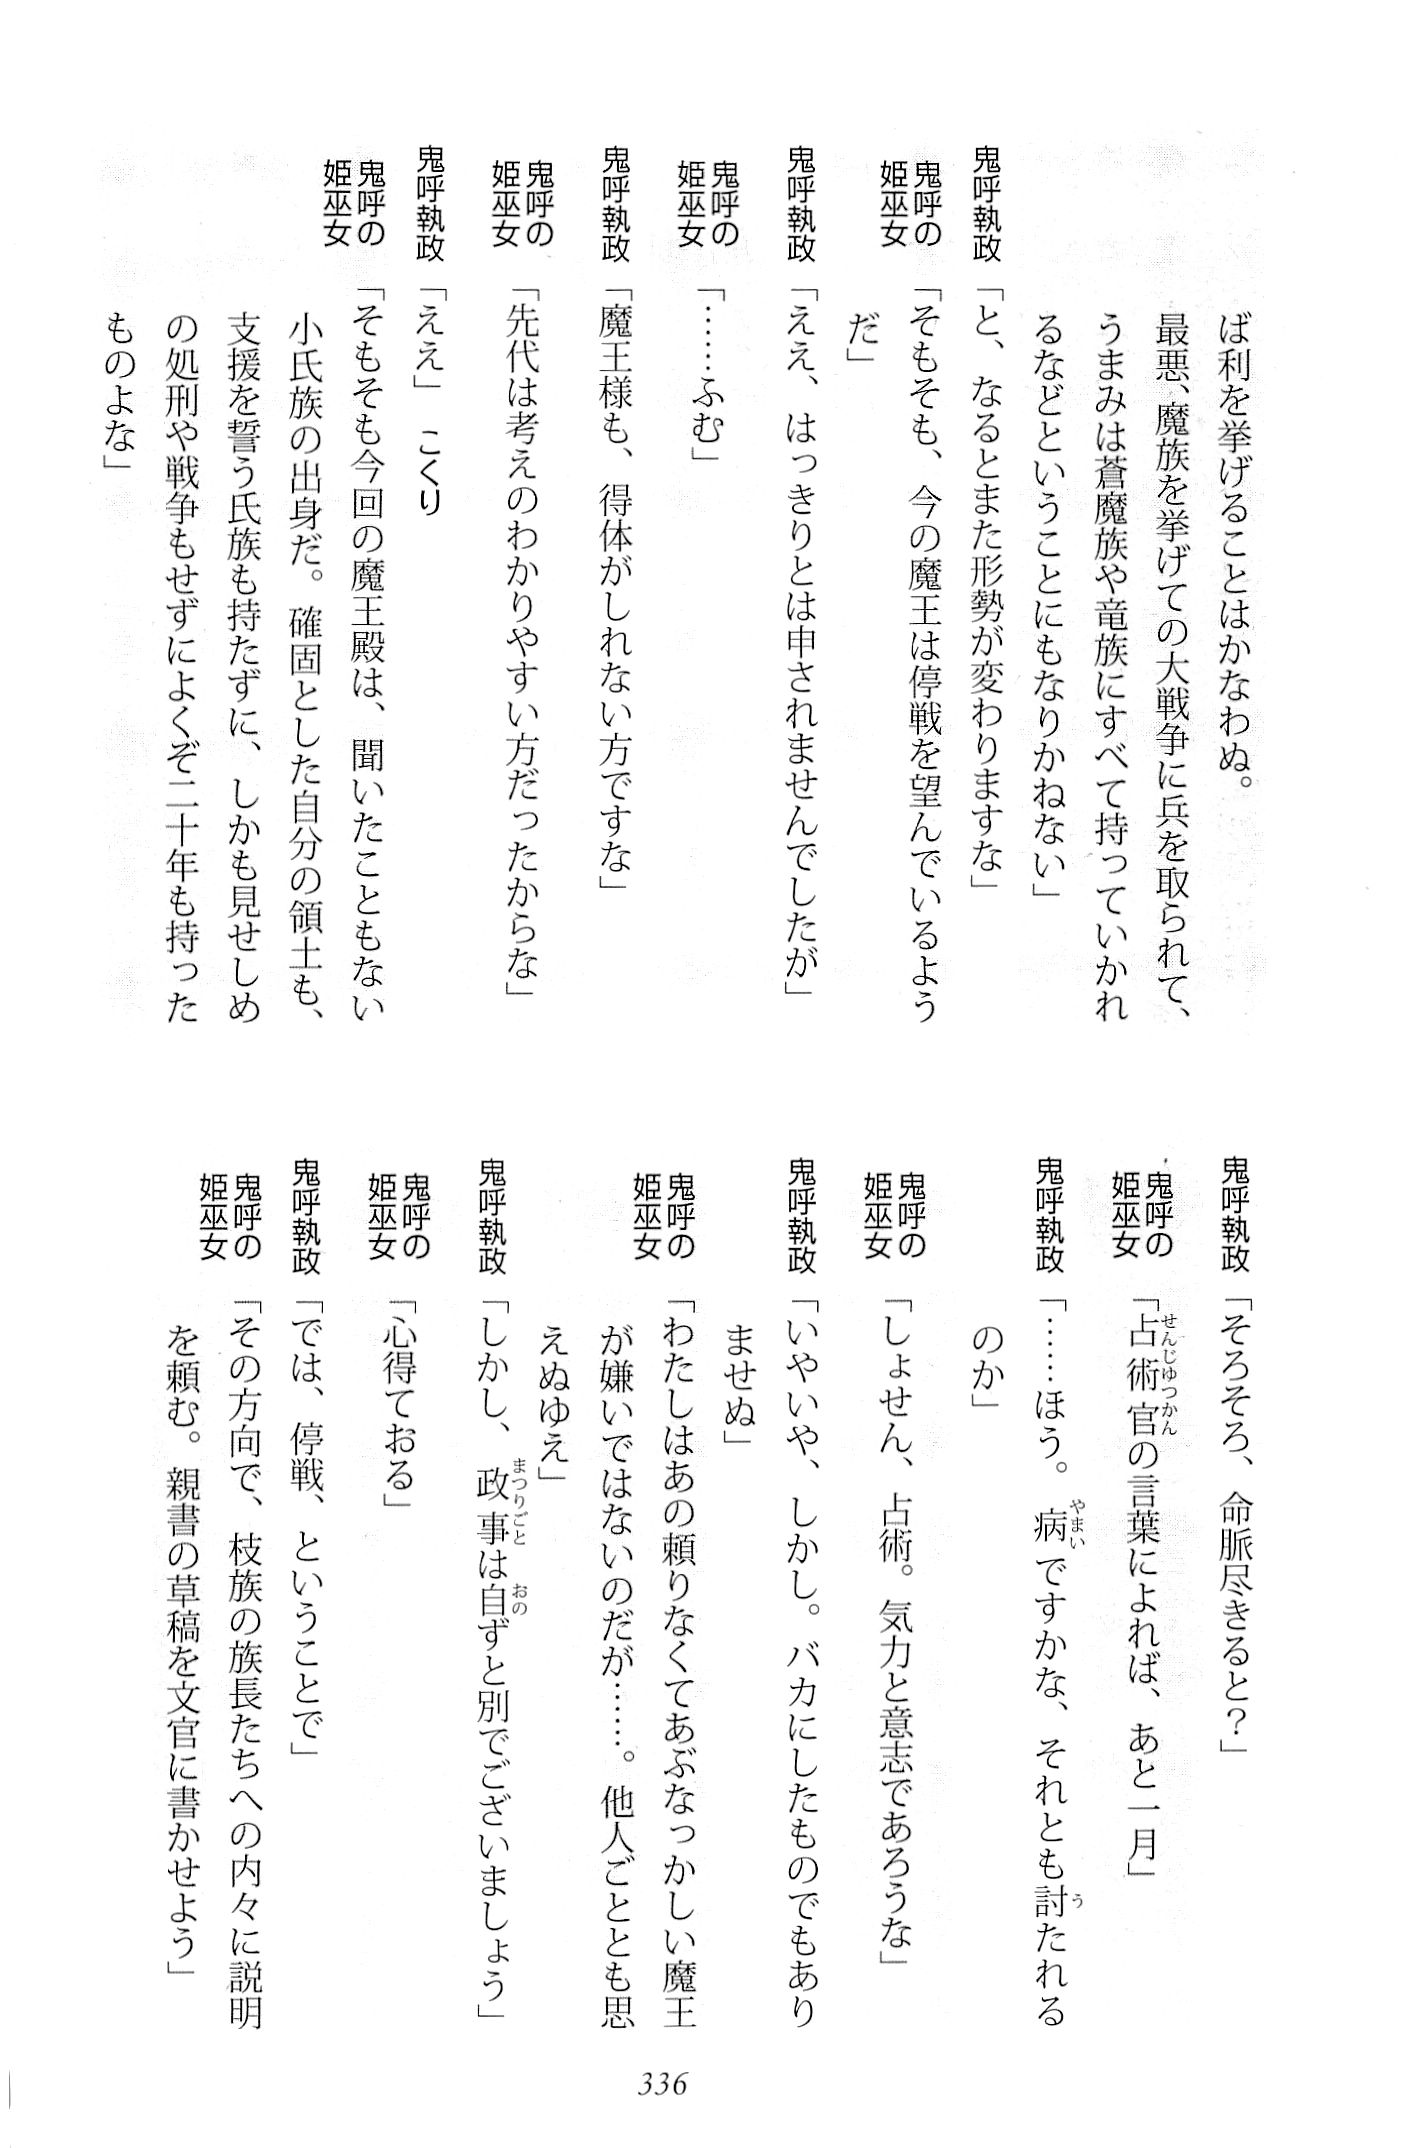 ば利を挙げることはかなわぬ。
最悪、魔族を挙げての大戦争に兵を取られて、
うまみは蒼魔族や竜族にすべて持っていかれ
るなどということにもなりかねない」
鬼呼執政「と、なるとまた形勢が変わりますな」
鬼呼の姫巫女「そもそも、今の魔王は停戦を望んでいるよう
だ」
鬼呼執政「ええ、はっきりとは申されませんでしたが」
鬼呼の姫巫女「……ふむ」
鬼呼執政「魔王様も、得体がしれない方ですな」
鬼呼の姫巫女「先代は考えのわかりやすい方だったからな」
鬼呼執政「ええ」　こくり
鬼呼の姫巫女「そもそも今回の魔王殿は、聞いたこともない
小氏族の出身だ。確固とした自分の領土も、
支援を誓う氏族も持たずに、しかも見せしめ
の処刑や戦争もせずによくぞ二十年も持った
ものよな」
鬼呼執政「そろそろ、命脈尽きると？」
鬼呼の姫巫女「占術官の言葉によれば、あと一月」
せんじゅつかん
鬼呼執政「……ほう。病ですかな、それとも討たれる
やまい
う
のか」
鬼呼の姫巫女「しょせん、占術。気力と意志であろうな」
鬼呼執政「いやいや、しかし。バカにしたものでもあり
ませぬ」
鬼呼の姫巫女「わたしはあの頼りなくてあぶなっかしい魔王
が嫌いではないのだが……。他人ごととも思
えぬゆえ」
鬼呼執政「しかし、政事は自ずと別でございましょう」
まつりごと
おの
鬼呼の姫巫女「心得ておる」
鬼呼執政「では、停戦、ということで」
鬼呼の姫巫女「その方向で、枝族の族長たちへの内々に説明
を頼む。親書の草稿を文官に書かせよう」
336